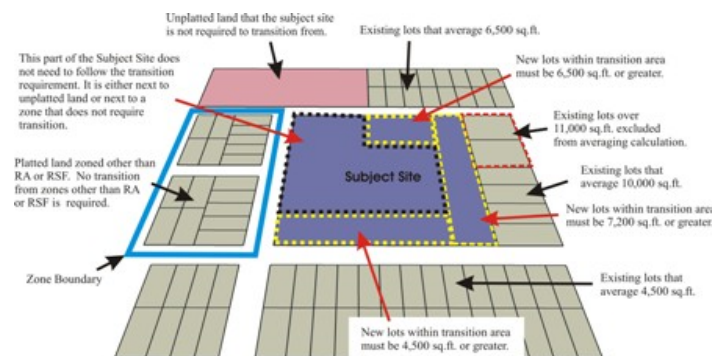 Unplatted land that the subject site
is not required to transition from.
Existing lots that average 6,500 sq.ft.
This part of the Subject Site does
not need to follow the transition
requirement. It is either next to
unplatted land or next to a
zone that does not require
transition.
New lots within transition area
must be 6,500 sq.ft. or greater.
Existing lots over
11,000 sq.ft. excluded
from averaging calculation.
Platted land zoned other than
RA or RSF. No transition
from zones other than RA
or RSF is required.
Subject Site
Existing lots that
average 10,000 sq.ft.
New lots within transition area
must be 7,200 sq.ft. or greater.
Zone Boundary
Existing lots that
averaging 4,500 sq.ft.
New lots within transition area
must be 4,500 sq.ft. or greater.